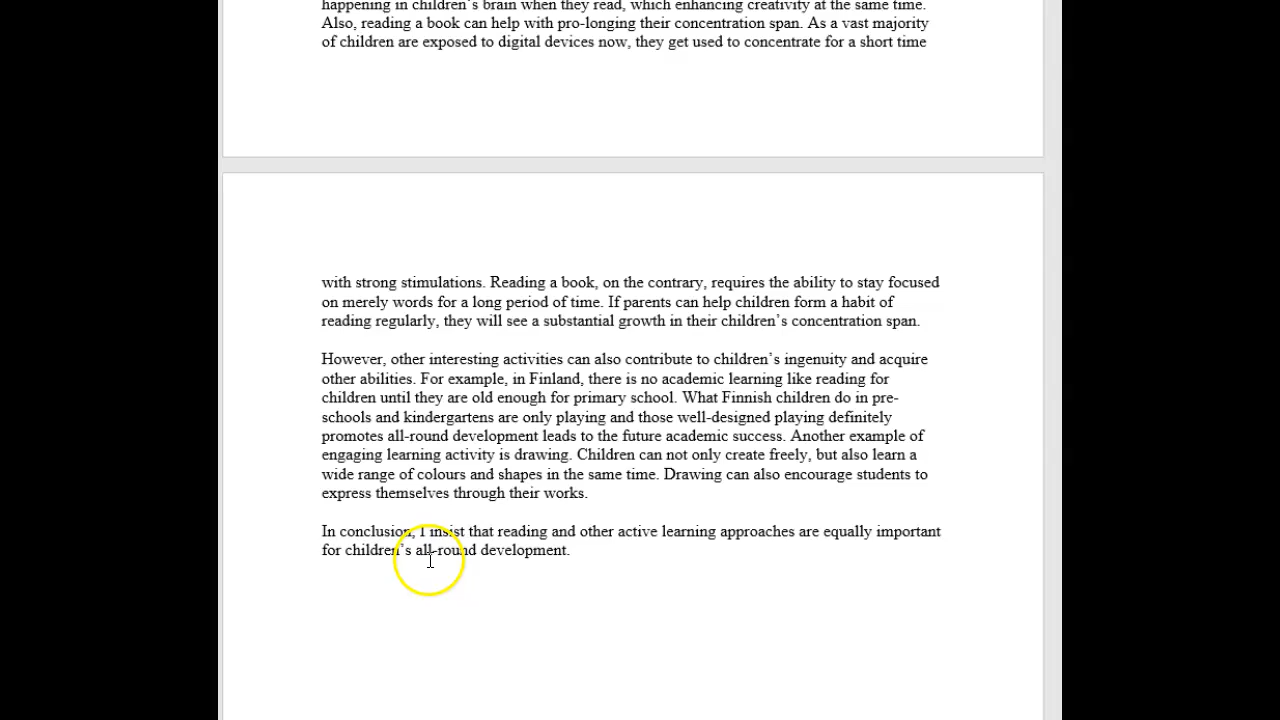 happening in children's brain when they read, which enhancing creativity at the same time.
Also, reading a book can help with pro-longing their concentration span. As a vast majority
of children are exposed to digital devices now, they get used to concentrate for a short time
with strong stimulations. Reading a book, on the contrary, requires the ability to stay focused
on merely words for a long period of time. If parents can help children form a habit of
reading regularly, they will see a substantial growth in their children's concentration span.
However, other interesting activities can also contribute to children's ingenuity and acquire
other abilities. For example, in Finland, there is no academic learning like reading for
children until they are old enough for primary school. What Finnish children do in pre-
schools and kindergartens are only playing and those well-designed playing definitely
promotes all-round development leads to the future academic success. Another example of
engaging learning activity is drawing. Children can not only create freely, but also learn a
wide range of colours and shapes in the same time. Drawing can also encourage students to
express themselves through their works.
In conclusion, I insist that reading and other active learning approaches are equally important
for children's all-round development.